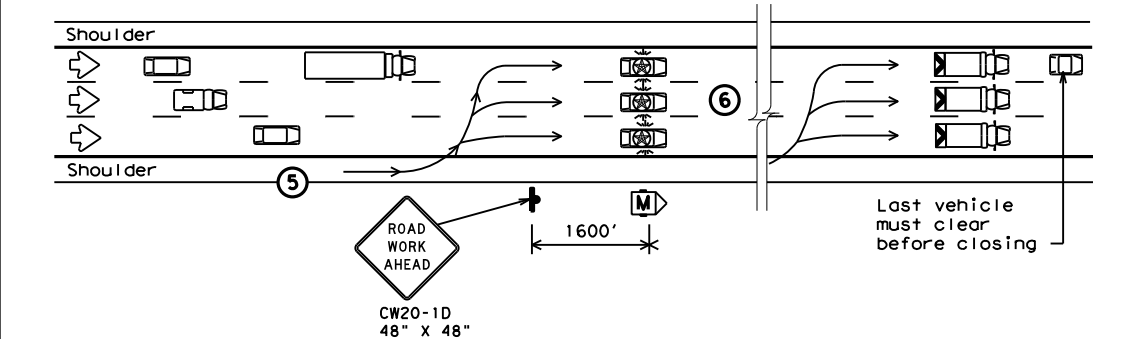 Shoulder
6
Shoulder
5
M
1600'
ROAD
WORK
AHEAD
Last vehicle
must clear
before closing
CW20-1D
48" X 48"